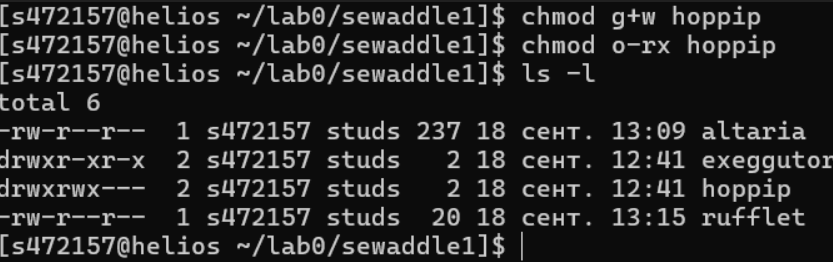 [s472157@helios ~/lab0/sewaddle1]$ chmod g+w hoppip
[s472157@helios ~/lab0/sewaddle1]$ chmod o-rx hoppip
[s472157@helios ~/lab0/sewaddle1]$ ls -l
total 6
-rw-r--r--  1 s472157 studs 237 18 сент. 13:09 altaria
drwxr-xr-x  2 s472157 studs   2 18 сент. 12:41 exeggutor
drwxrwx---  2 s472157 studs   2 18 сент. 12:41 hoppip
-rw-r--r--  1 s472157 studs  20 18 сент. 13:15 rufflet
[s472157@helios ~/lab0/sewaddle1]$